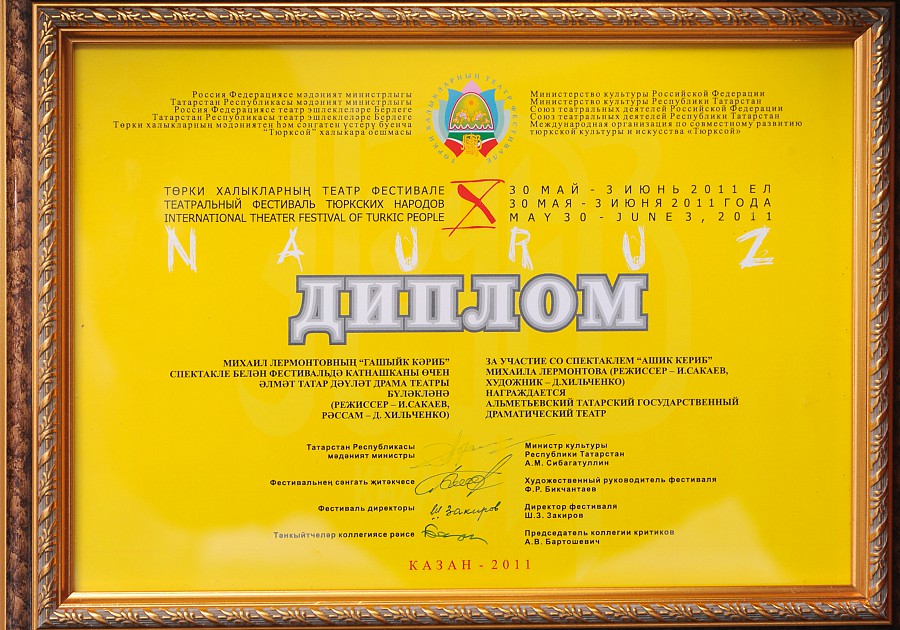 Россия Федерациясе мәдәният министрлыгы
Татарстан Республикасы мәдәният министрлыгы
Россия Федерациясе театр эшлеклеләре Берлеге
Татарстан Республикасы театр эшлеклеләре Берлеге
Төрки халыкларның мәдәниятен һәм сәнгатен үстерү буенча
"Тюрксой" халыкара оешмасы
ТӨРКИ ХАЛЫКЛАРНЫҢ ТЕАТР ФЕСТИВАЛЕ
Министерство культуры Российской Федерации
Министерство культуры Республики Татарстан
Союз театральных деятелей Российской Федерации
Союз театральных деятелей Республики Татарстан
Международная организация по совместному развитию
тюркской культуры и искусства «Тюрксой»
ТӨРКИ ХАЛЫКЛАРНЫҢ ТЕАТР ФЕСТИВАЛЕ
ТЕАТРАЛЬНЫЙ ФЕСТИВАЛЬ ТЮРКСКИХ НАРОДОВ
INTERNATIONAL THEATER FESTIVAL OF TURKIC PEOPLE
X
30 МАЙ - 3 ИЮНЬ 2011 ЕЛ
30 МАЯ - 3 ИЮНЯ 2011 ГОДА
MAY 30 - JUNE 3, 2011
NAURUZ
ДИПЛОМ
МИХАИЛ ЛЕРМОНТОВНЫҢ "ГАШЫЙК КӘРИБ"
СПЕКТАКЛЕ БЕЛӘН ФЕСТИВАЛЬДӘ КАТНАШКАНЫ ӨЧЕН
ӘЛМӘТ ТАТАР ДӘҮЛӘТ ДРАМА ТЕАТРЫ
БҮЛӘКЛӘНӘ
(РЕЖИССЕР – И.САКАЕВ,
РӘССАМ – Д. ХИЛЬЧЕНКО)
ЗА УЧАСТИЕ СО СПЕКТАКЛЕМ "АШИК КЕРИБ"
МИХАИЛА ЛЕРМОНТОВА (РЕЖИССЕР – И.САКАЕВ,
ХУДОЖНИК – Д.ХИЛЬЧЕНКО)
НАГРАЖДАЕТСЯ
АЛЬМЕТЬЕВСКИЙ ТАТАРСКИЙ ГОСУДАРСТВЕННЫЙ
ДРАМАТИЧЕСКИЙ ТЕАТР
Татарстан Республикасы
мәдәният министры
Министр культуры
Республики Татарстан
А.М. Сибагатуллин
Фестивальнең сәнгать җитәкчесе
Художественный руководитель фестиваля
Ф.Р. Бикчантаев
Фестиваль директоры
Ш Закиров
Директор фестиваля
Ш.З. Закиров
Тәнкыйтчеләр коллегиясе рәисе
Председатель коллегии критиков
А.В. Бартошевич
КАЗАН - 2011